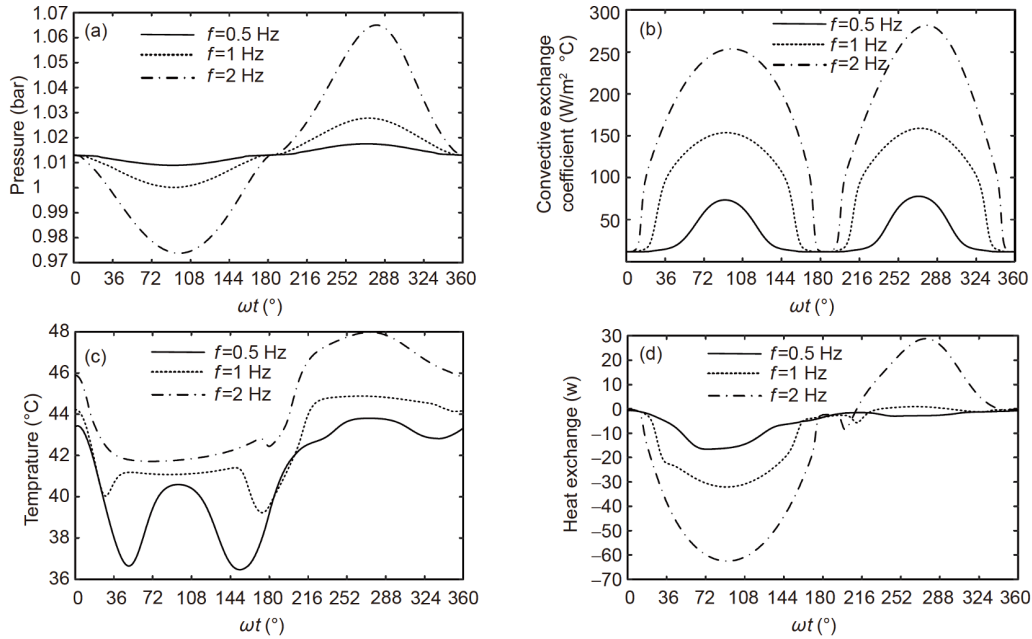 (a)
f=0.5 Hz
f=1 Hz
f=2 Hz
1.07
1.06
1.05
1.04
1.03
1.02
1.01
1.0
0.99
0.98
0.97
Pressure (bar)
0 36 72 108 144 180 216 252 288 324 360
ωt (°)
(b)
f=0.5 Hz
f=1 Hz
f=2 Hz
300
250
200
150
100
50
Convective exchange
coefficient (W/m² °C)
0 36 72 108 144 180 216 252 288 324 360
ωt (°)
(c)
f=0.5 Hz
f=1 Hz
f=2 Hz
48
46
44
42
40
38
36
Temprature (°C)
0 36 72 108 144 180 216 252 288 324 360
ωt (°)
(d)
f=0.5 Hz
f=1 Hz
f=2 Hz
30
20
10
0
−10
−20
−30
−40
−50
−60
−70
Heat exchange (w)
0 36 72 108 144 180 216 252 288 324 360
ωt (°)